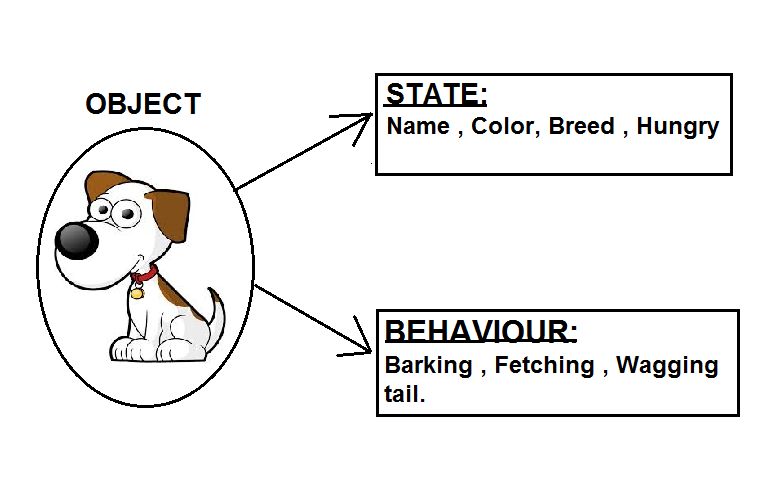 OBJECT
STATE:
Name , Color, Breed , Hungry
BEHAVIOUR:
Barking , Fetching , Wagging
tail.